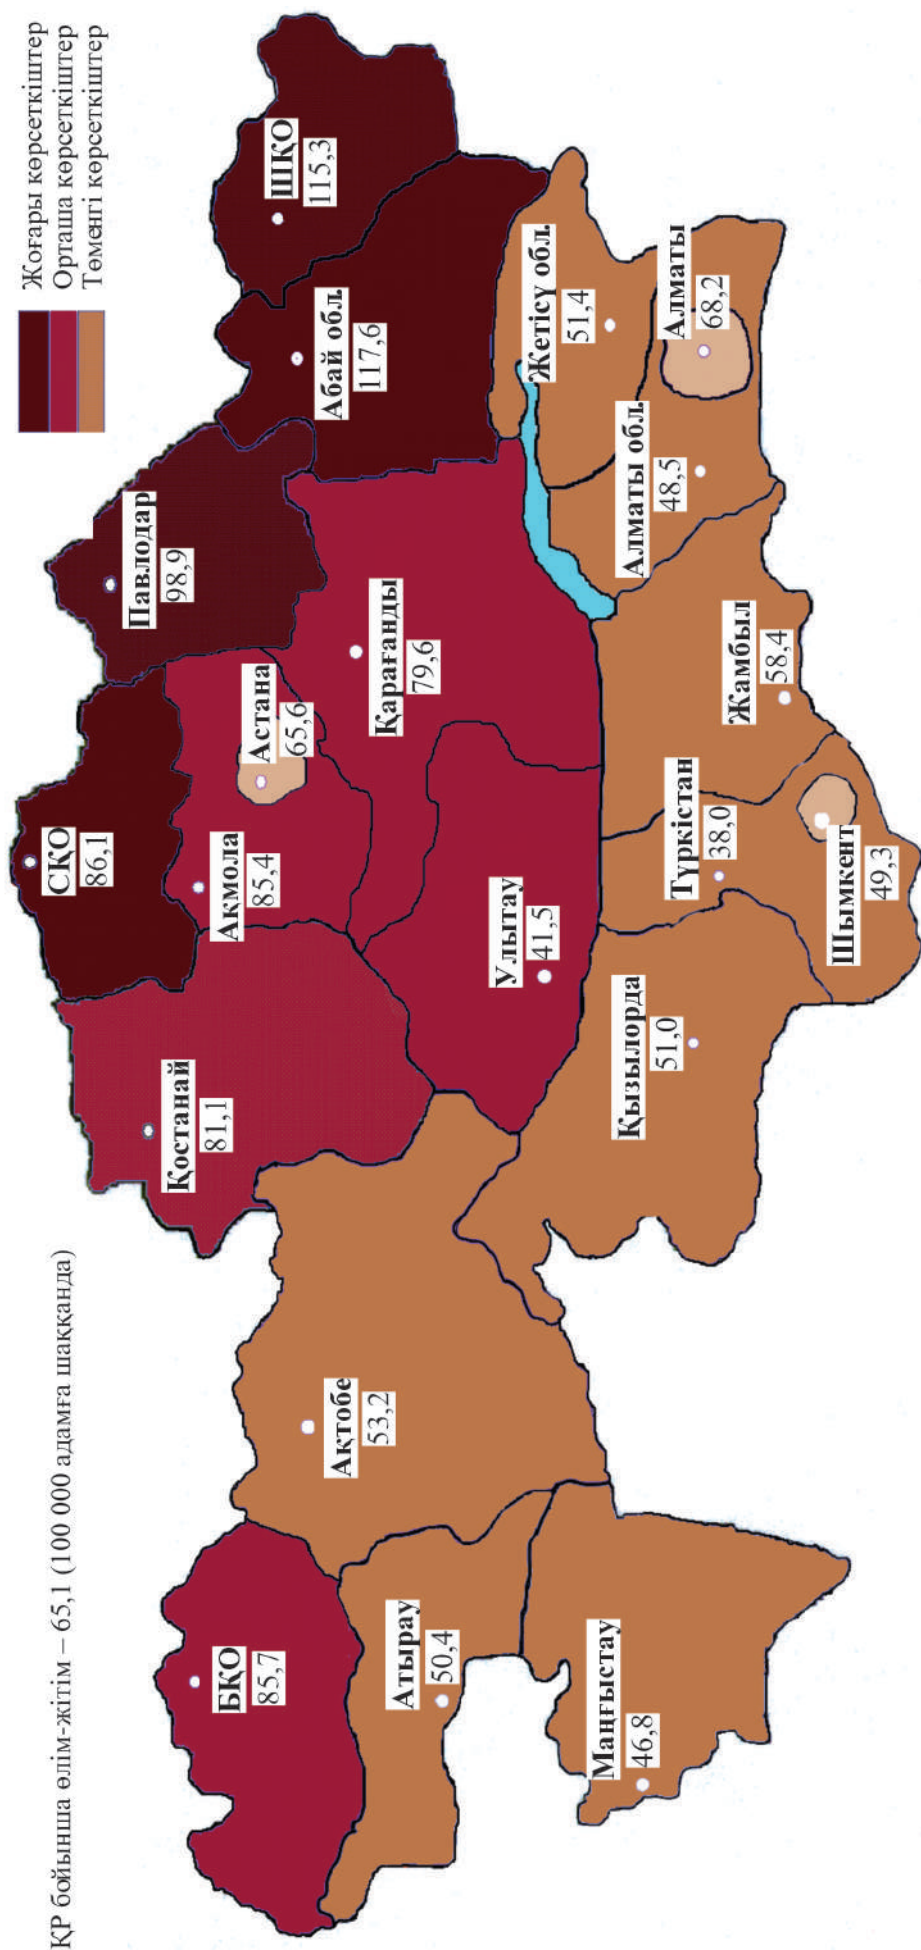 ҚР бойынша өлім-жітім – 65,1 (100 000 адамға шаққанда)
Жоғары көрсеткіштер
Орташа көрсеткіштер
Төменгі көрсеткіштер
СҚО
86,1
Павлодар
98,9
Қостанай
81,1
Ақмола
85,4
Астана
65,6
БҚО
85,7
Ақтобе
53,2
Абай обл.
117,6
ШҚО
115,3
Қарағанды
79,6
Атырау
50,4
Улытау
41,5
Жетісу обл.
51,4
Маңғыстау
46,8
Қызылорда
51,0
Түркістан
38,0
Алматы обл.
48,5
Алматы
68,2
Жамбыл
58,4
Шымкент
49,3